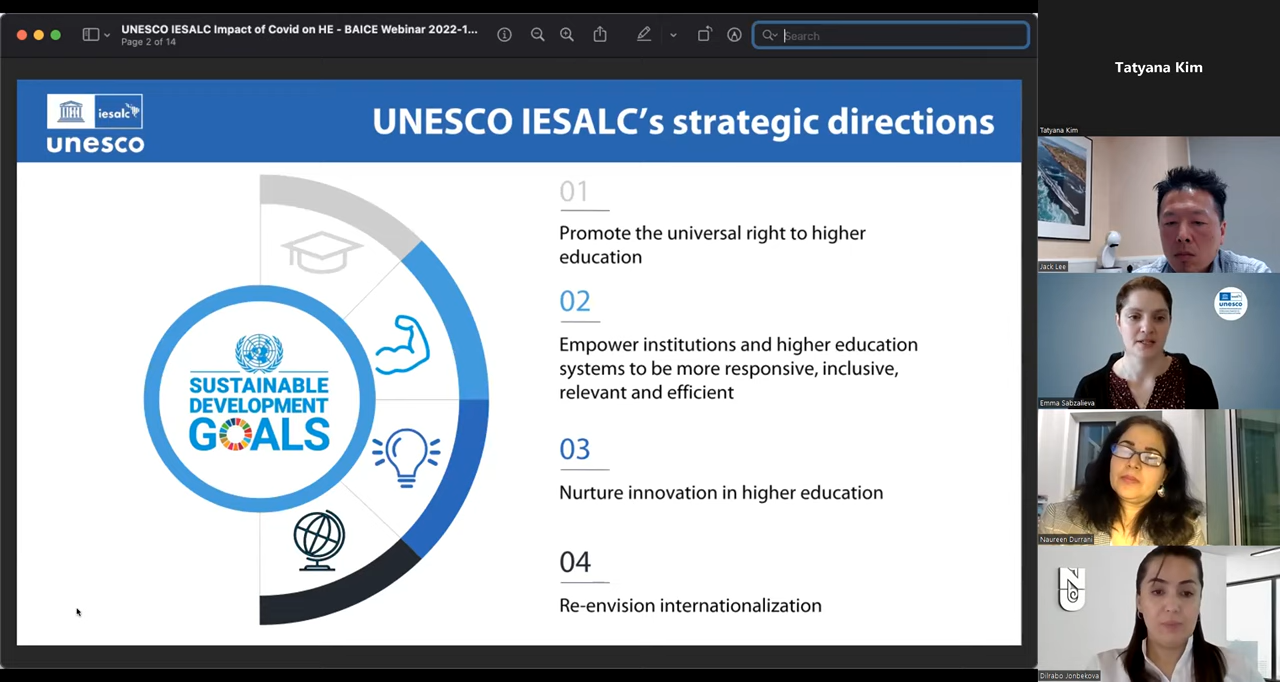 UNESCO IESALC Impact of Covid on HE - BAICE Webinar 2022-1...
Page 2 of 14
Search
iesalc
unesco
UNESCO IESALC's strategic directions
SUSTAINABLE
DEVELOPMENT
GOALS
01
Promote the universal right to higher
education
02
Empower institutions and higher education
systems to be more responsive, inclusive,
relevant and efficient
03
Nurture innovation in higher education
04
Re-envision internationalization
Tatyana Kim
Tatyana Kim
Jack Lee
unesco
Emma Sabzalieva
Naureen Durrani
Dilrabo Jonbekova